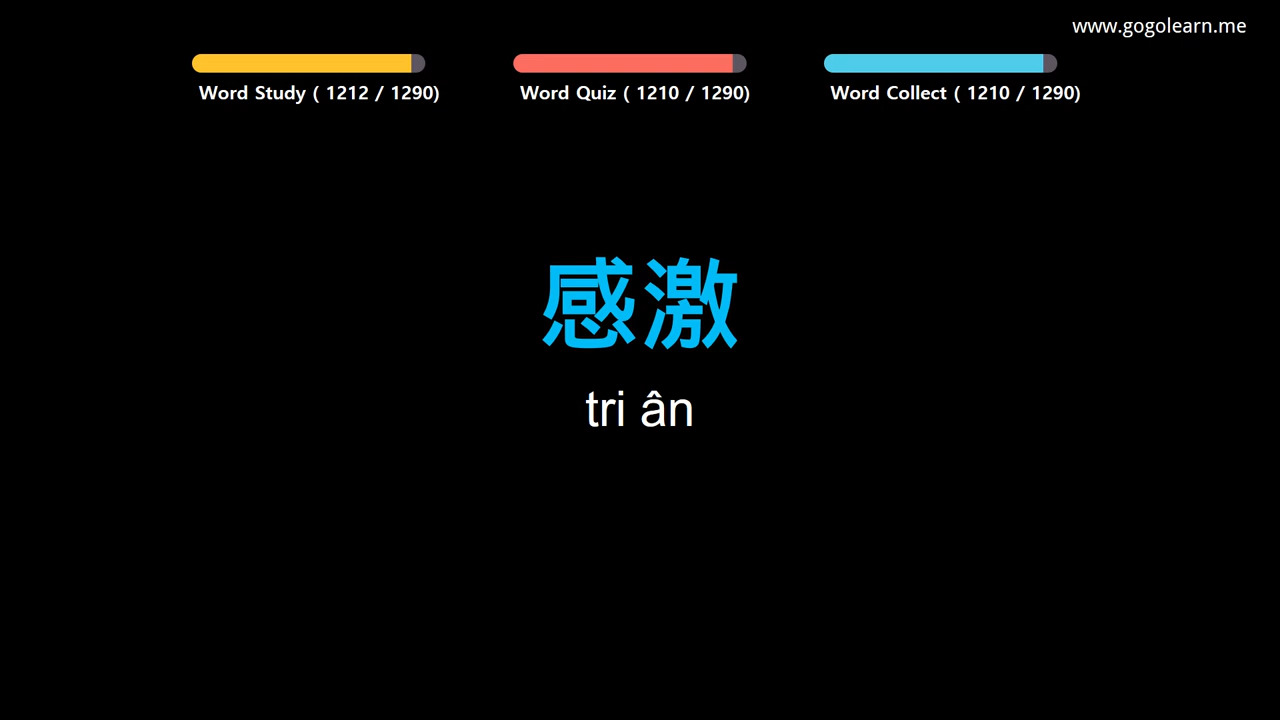 www.gogolearn.me
Word Study ( 1212 / 1290)
Word Quiz ( 1210 / 1290)
Word Collect ( 1210 / 1290)
感激
tri ân